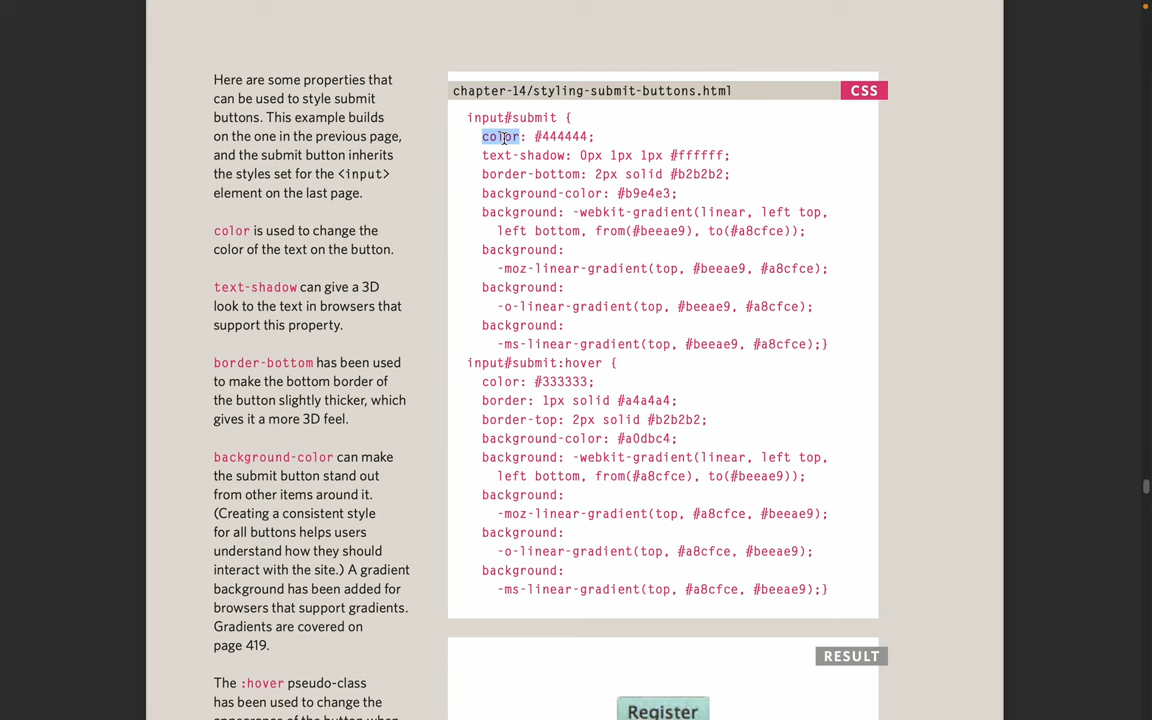 Here are some properties that
can be used to style submit
buttons. This example builds
on the one in the previous page,
and the submit button inherits
the styles set for the <input>
element on the last page.
color is used to change the
color of the text on the button.
text-shadow can give a 3D
look to the text in browsers that
support this property.
border-bottom has been used
to make the bottom border of
the button slightly thicker, which
gives it a more 3D feel.
background-color can make
the submit button stand out
from other items around it.
(Creating a consistent style
for all buttons helps users
understand how they should
interact with the site.) A gradient
background has been added for
browsers that support gradients.
Gradients are covered on
page 419.
The :hover pseudo-class
has been used to change the
appearance of the button when
chapter-14/styling-submit-buttons.html CSS
input#submit {
color: #444444;
text-shadow: 0px 1px 1px #ffffff;
border-bottom: 2px solid #b2b2b2;
background-color: #b9e4e3;
background: -webkit-gradient(linear, left top,
left bottom, from(#beeae9), to(#a8cfce));
background:
-moz-linear-gradient(top, #beeae9, #a8cfce);
background:
-o-linear-gradient(top, #beeae9, #a8cfce);
background:
-ms-linear-gradient(top, #beeae9, #a8cfce);}
input#submit:hover {
color: #333333;
border: 1px solid #a4a4a4;
border-top: 2px solid #b2b2b2;
background-color: #a0dbc4;
background: -webkit-gradient(linear, left top,
left bottom, from(#a8cfce), to(#beeae9));
background:
-moz-linear-gradient(top, #a8cfce, #beeae9);
background:
-o-linear-gradient(top, #a8cfce, #beeae9);
background:
-ms-linear-gradient(top, #a8cfce, #beeae9);}
RESULT
Register